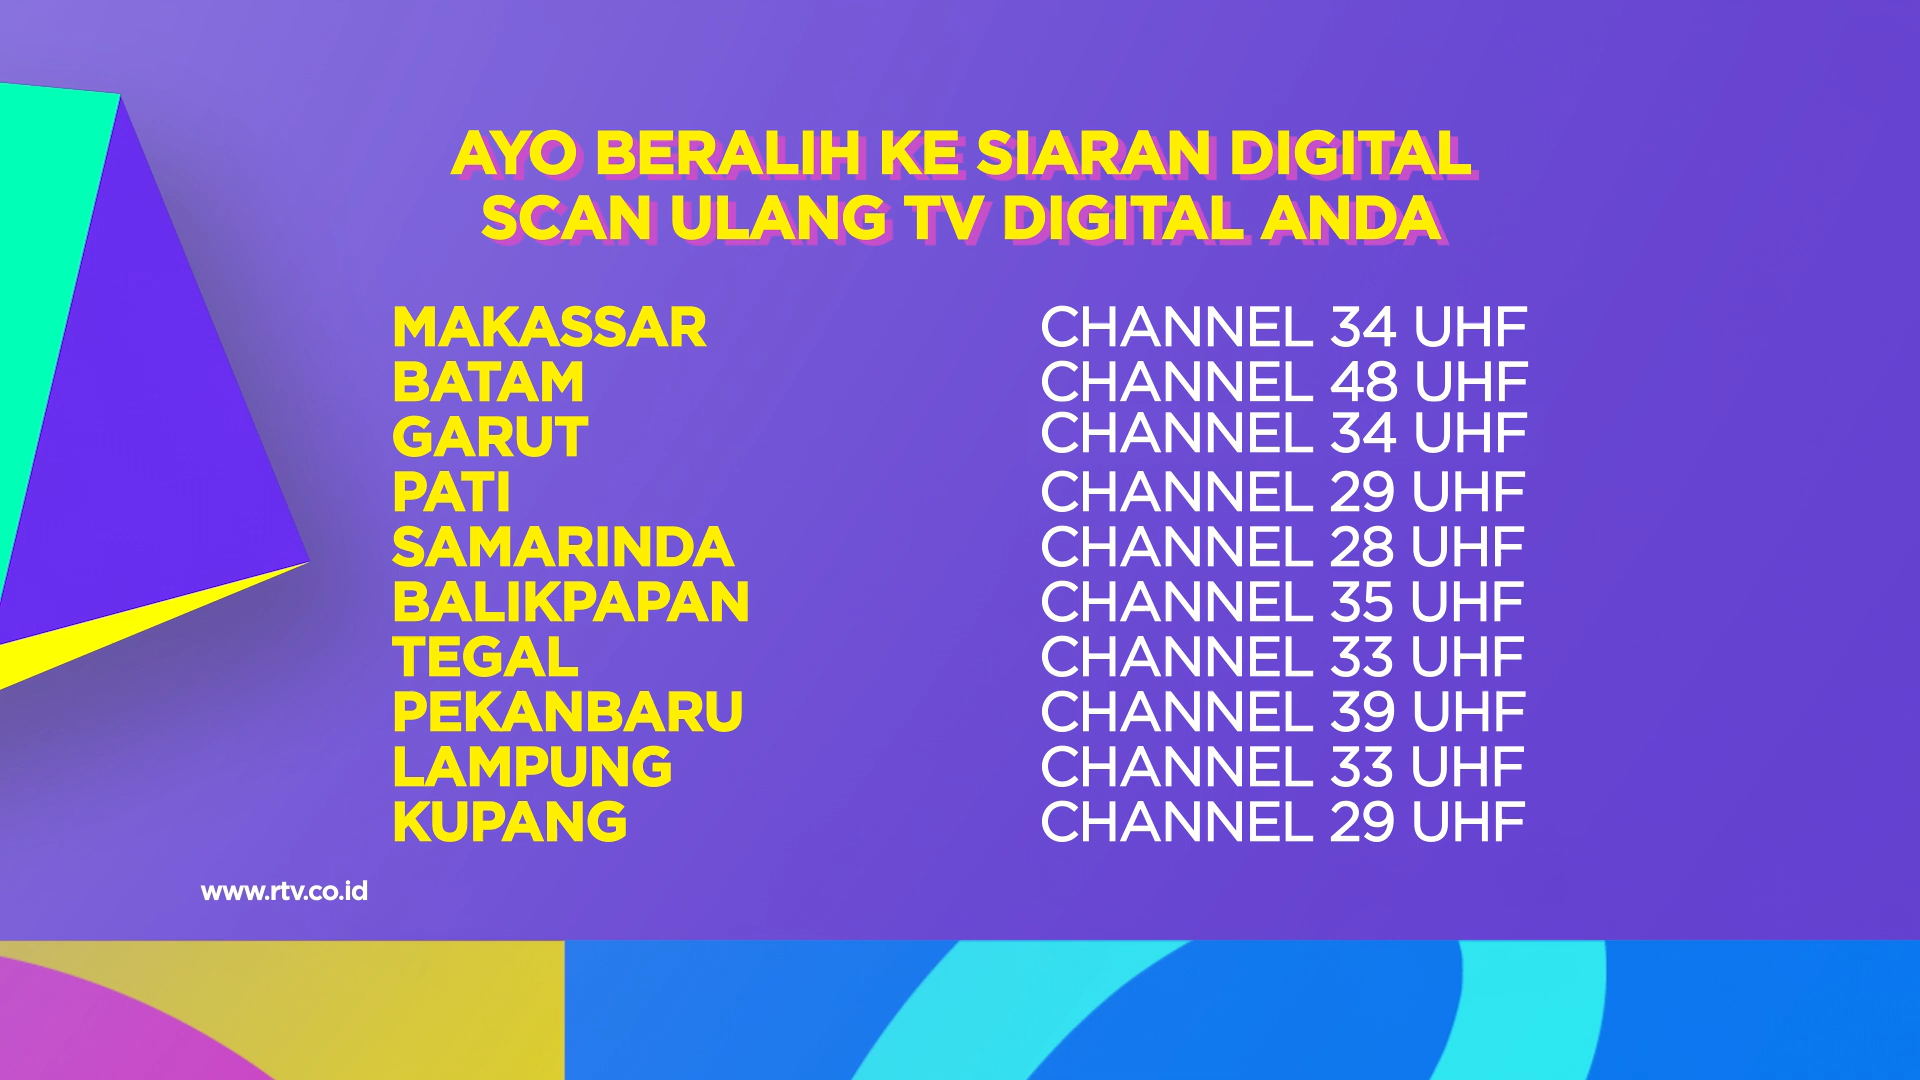 AYO BERALIH KE SIARAN DIGITAL
SCAN ULANG TV DIGITAL ANDA
MAKASSAR CHANNEL 34 UHF
BATAM CHANNEL 48 UHF
GARUT CHANNEL 34 UHF
PATI CHANNEL 29 UHF
SAMARINDA CHANNEL 28 UHF
BALIKPAPAN CHANNEL 35 UHF
TEGAL CHANNEL 33 UHF
PEKANBARU CHANNEL 39 UHF
LAMPUNG CHANNEL 33 UHF
KUPANG CHANNEL 29 UHF
www.rtv.co.id